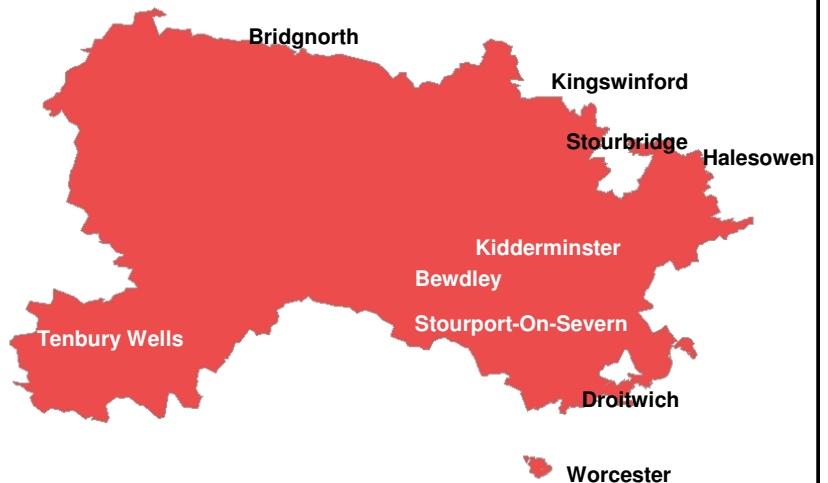 Bridgnorth
Kingswinford
Stourbridge
Halesowen
Kidderminster
Bewdley
Stourport-On-Severn
Tenbury Wells
Droitwich
Worcester